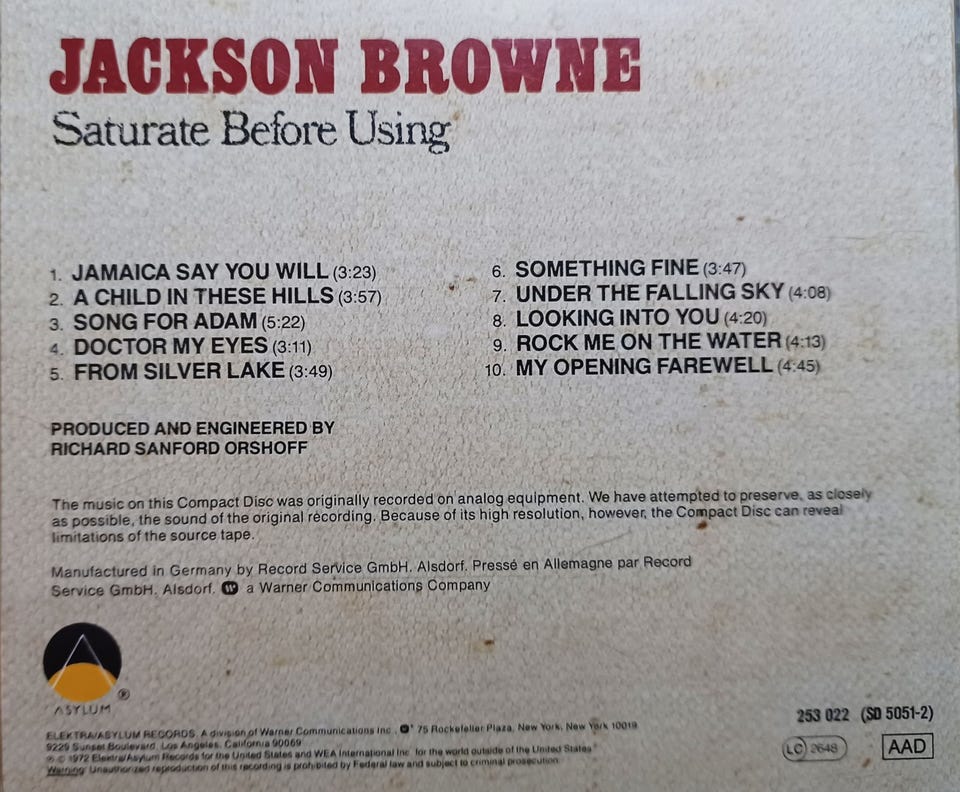 JACKSON BROWNE
Saturate Before Using
1. JAMAICA SAY YOU WILL (3:23)
2. A CHILD IN THESE HILLS (3:57)
3. SONG FOR ADAM (5:22)
4. DOCTOR MY EYES (3:11)
5. FROM SILVER LAKE (3:49)
6. SOMETHING FINE (3:47)
7. UNDER THE FALLING SKY (4:08)
8. LOOKING INTO YOU (4:20)
9. ROCK ME ON THE WATER (4:13)
10. MY OPENING FAREWELL (4:45)
PRODUCED AND ENGINEERED BY
RICHARD SANFORD ORSHOFF
The music on this Compact Disc was originally recorded on analog equipment. We have attempted to preserve, as closely
as possible, the sound of the original recording. Because of its high resolution, however, the Compact Disc can reveal
limitations of the source tape.
Manufactured in Germany by Record Service GmbH. Alsdorf. Pressé en Allemagne par Record
Service GmbH. Alsdorf. W a Warner Communications Company
ASYLUM ®
253 022 (SD 5051-2)
LC 2648
AAD
ELEKTRA/ASYLUM RECORDS. A division of Warner Communications Inc., 75 Rockefeller Plaza, New York, New York 10019
9229 Sunset Boulevard, Los Angeles, California 90069
℗ © 1972 Elektra/Asylum Records for the United States and WEA International Inc. for the world outside of the United States
Warning: Unauthorized reproduction of this recording is prohibited by Federal law and subject to criminal prosecution